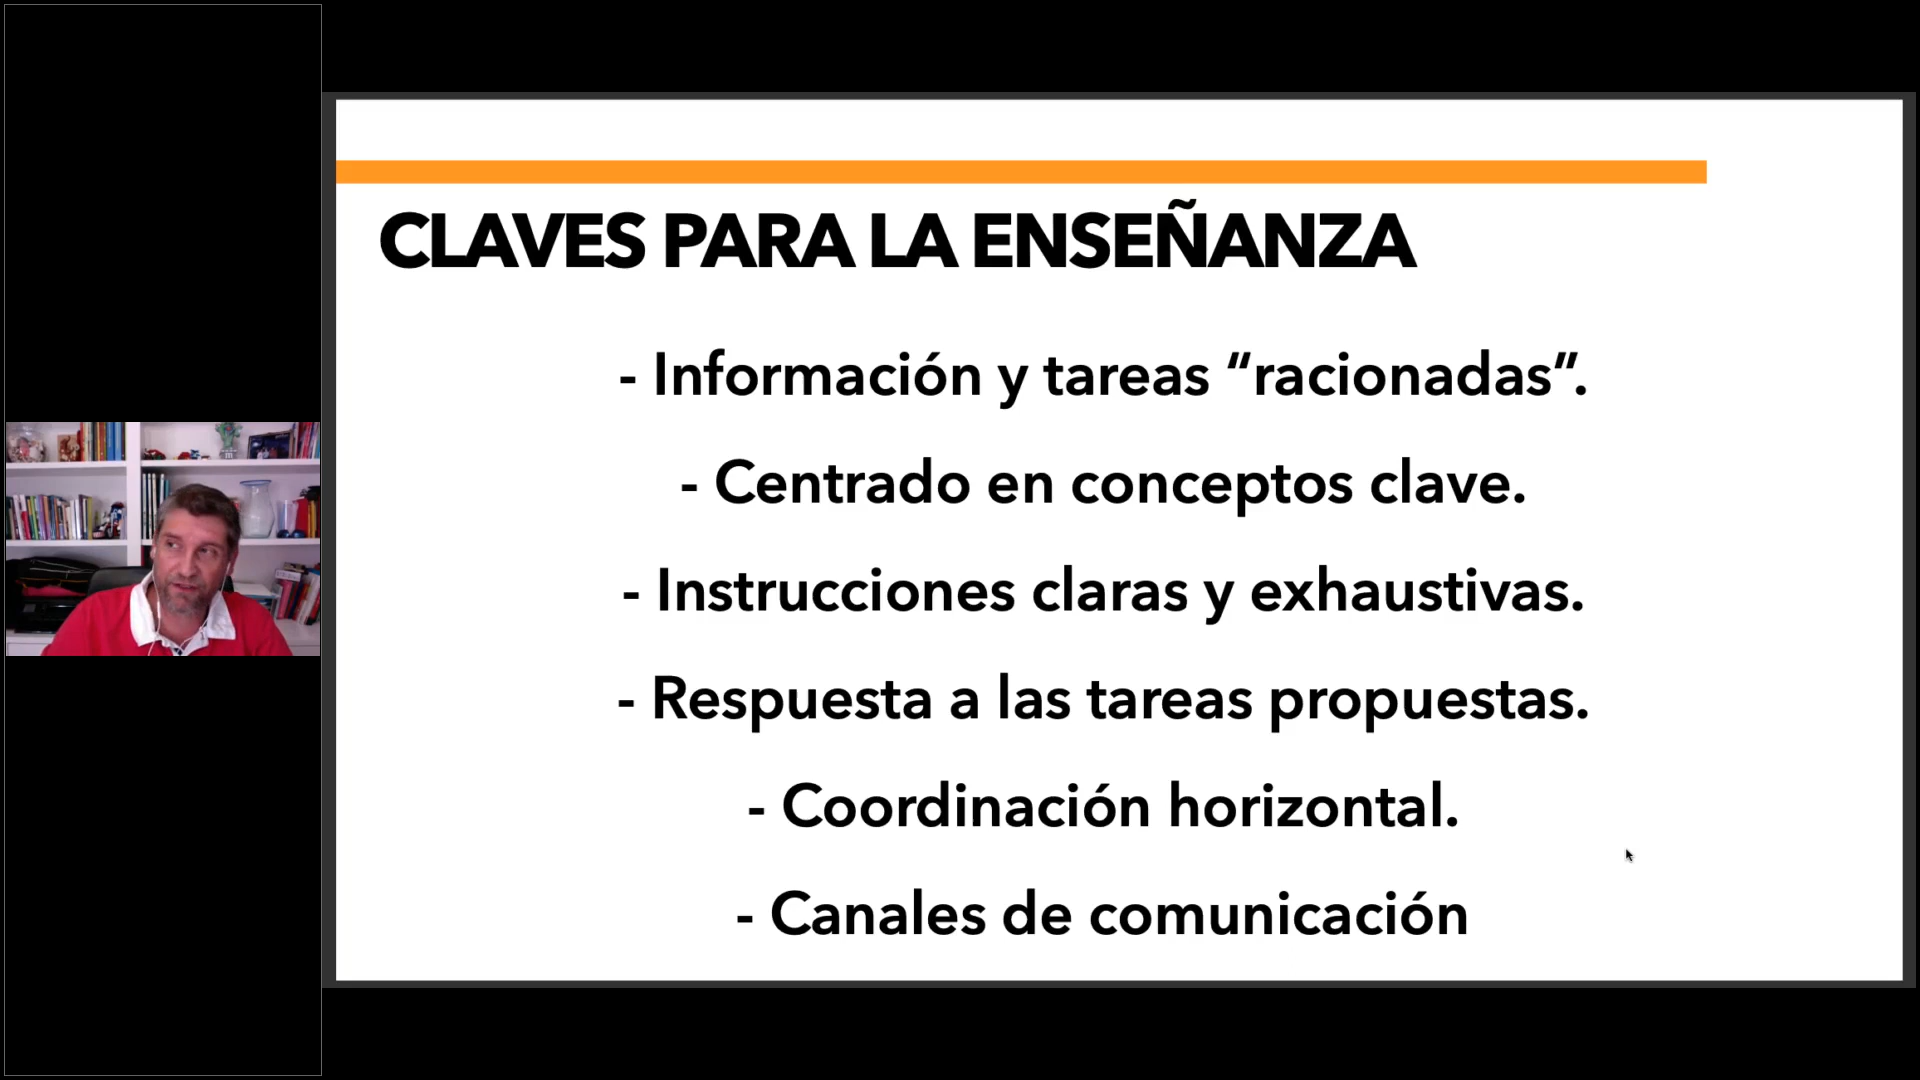 CLAVES PARA LA ENSEÑANZA
- Información y tareas “racionadas”.
- Centrado en conceptos clave.
- Instrucciones claras y exhaustivas.
- Respuesta a las tareas propuestas.
- Coordinación horizontal.
- Canales de comunicación